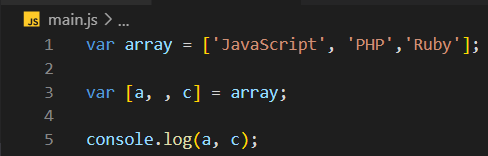 JS main.js > ...
1 var array = ['JavaScript', 'PHP','Ruby'];
2
3 var [a, , c] = array;
4
5 console.log(a, c);